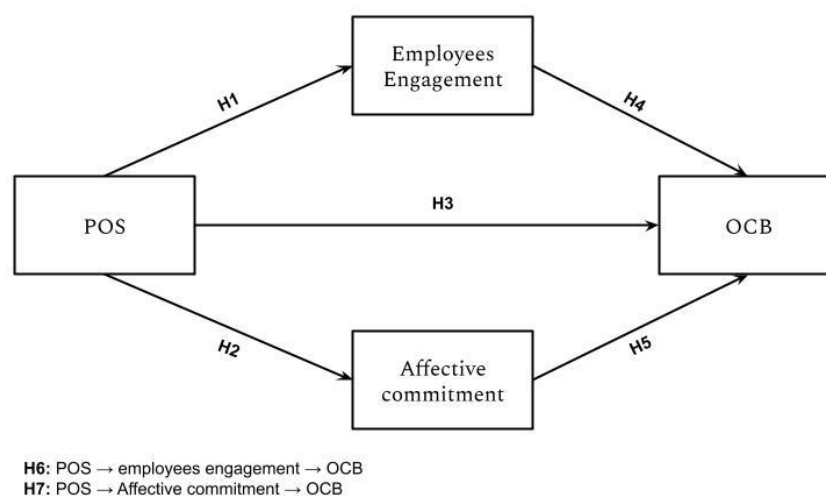 Employees
Engagement
H1
H4
POS
H3
OCB
H2
H5
Affective
commitment
H6: POS → employees engagement → OCB
H7: POS → Affective commitment → OCB